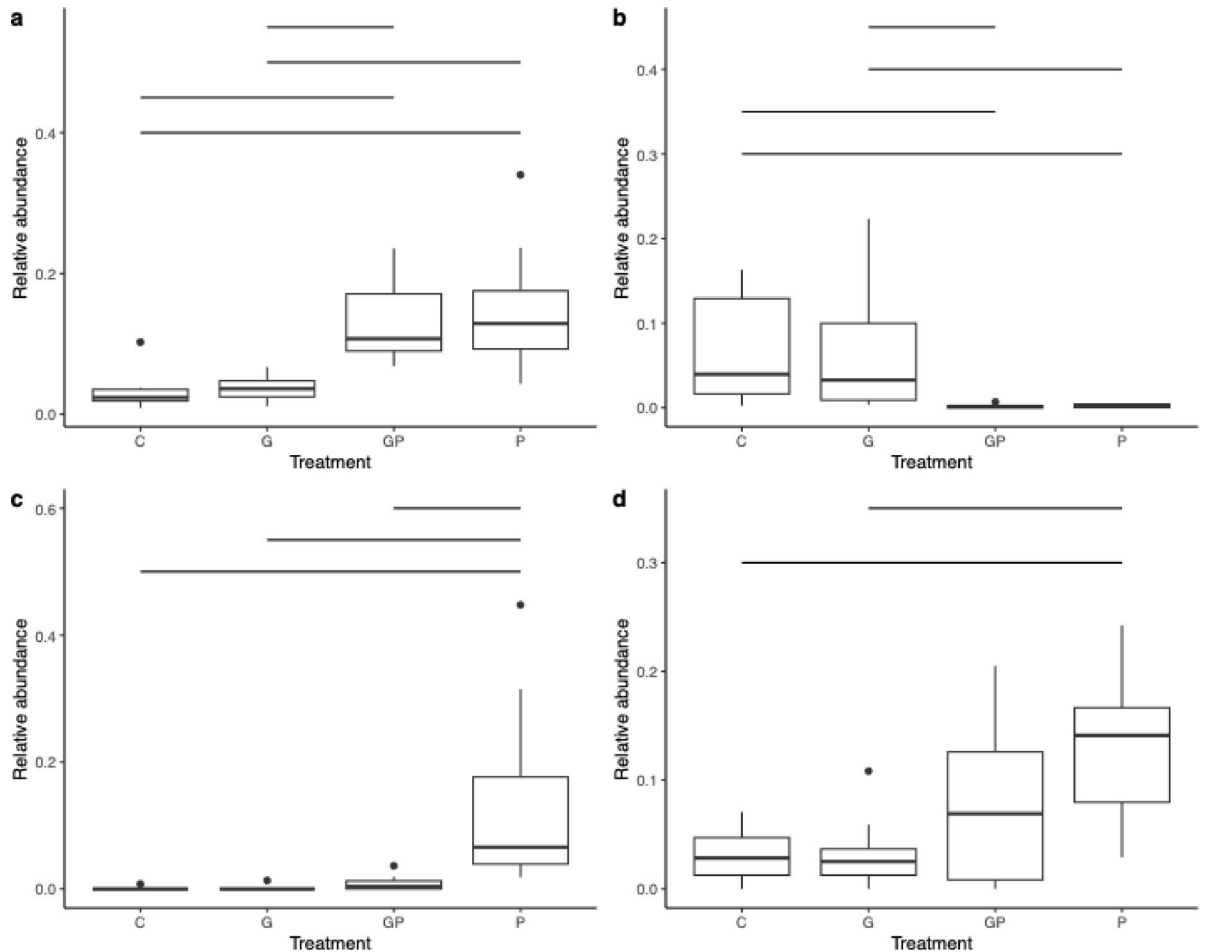 a
Relative abundance
0.4
0.2
0.0
C G GP P
Treatment
b
Relative abundance
0.4
0.3
0.2
0.1
0.0
C G GP P
Treatment
c
Relative abundance
0.6
0.4
0.2
0.0
C G GP P
Treatment
d
Relative abundance
0.3
0.2
0.1
0.0
C G GP P
Treatment